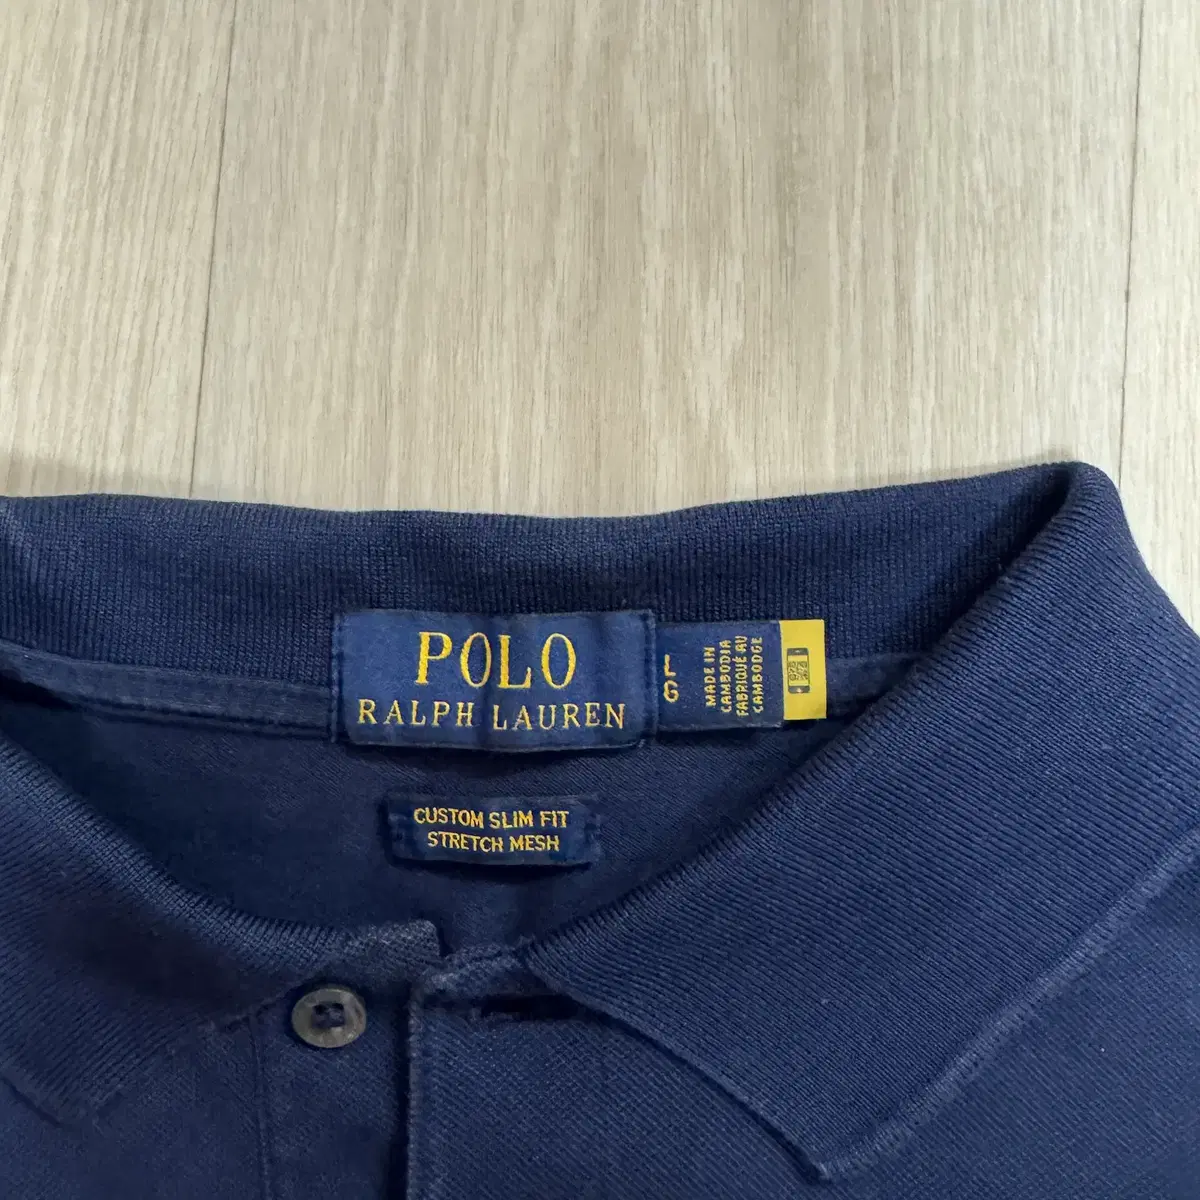 POLO
RALPH LAUREN
L
G
MADE IN
CAMBODIA
FABRIQUÉ AU
CAMBODGE
CUSTOM SLIM FIT
STRETCH MESH